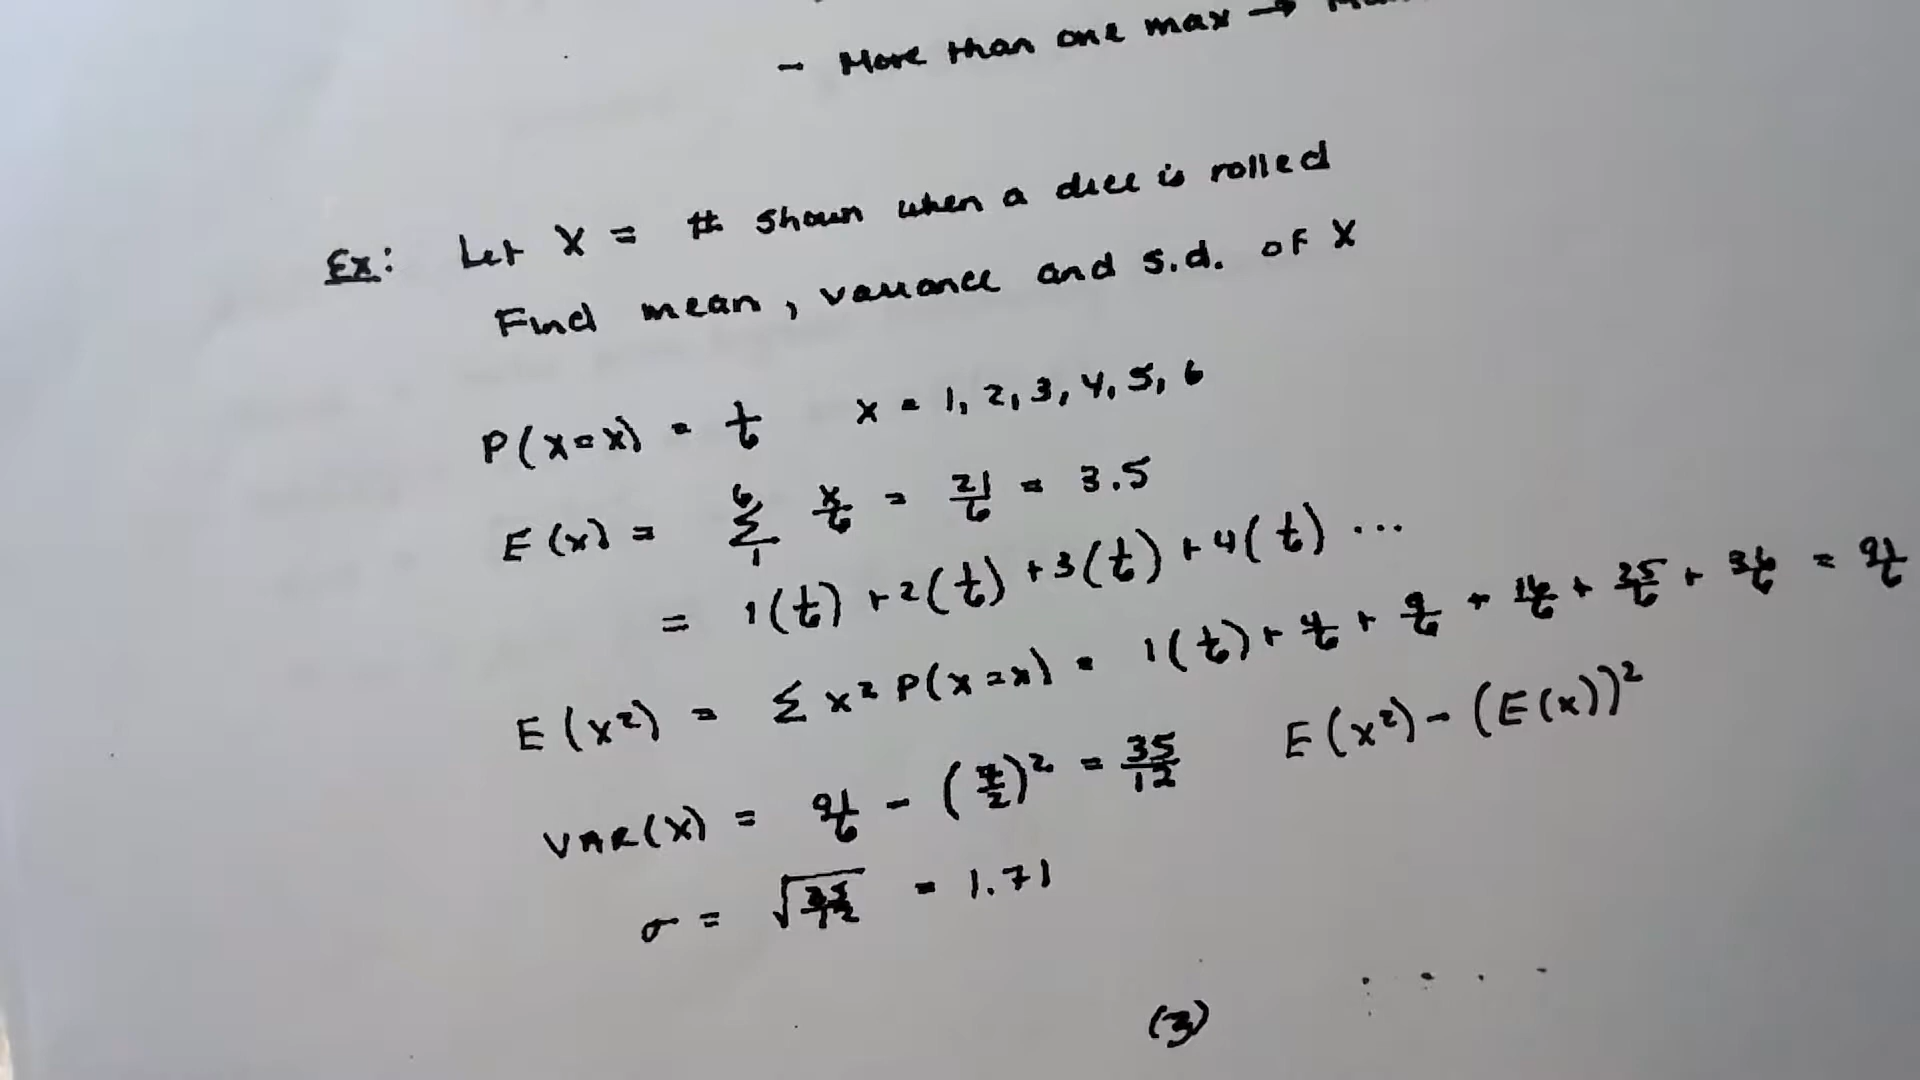 - More than one max →
Ex: Let X = # shown when a dice is rolled
Find mean, variance and s.d. of X
P(X=x) = 1/6 x = 1, 2, 3, 4, 5, 6
E(x) = 6 Σ 1 x/6 = 21/6 = 3.5
= 1(1/6) + 2(1/6) + 3(1/6) + 4(1/6) ...
E(x²) = Σ x² P(x=x) = 1(1/6) + 4/6 + 9/6 + 16/6 + 25/6 + 36/6 = 91/6
VAR(X) = 91/6 - (7/2)² = 35/12 E(x²) - (E(x))²
σ = √35/12 = 1.71
(3)